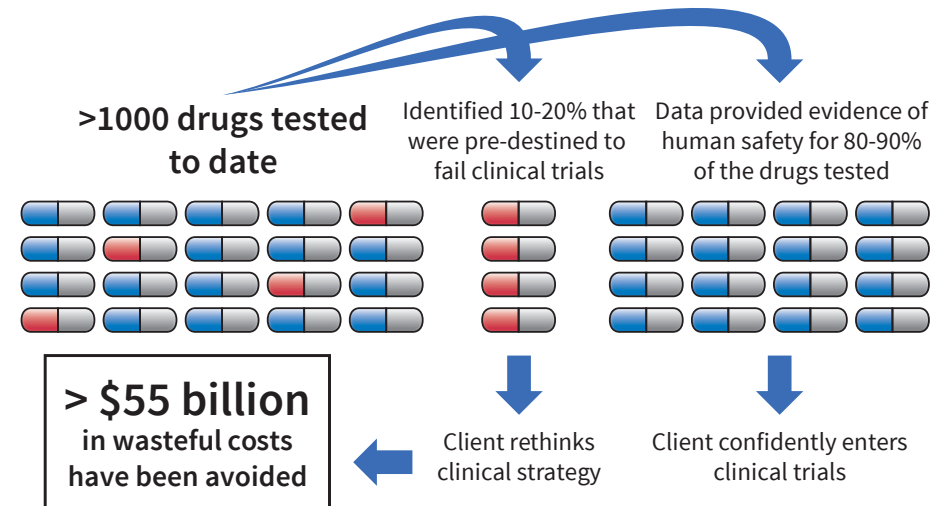 >1000 drugs tested
to date
Identified 10-20% that
were pre-destined to
fail clinical trials
Data provided evidence of
human safety for 80-90%
of the drugs tested
> $55 billion
in wasteful costs
have been avoided
Client rethinks
clinical strategy
Client confidently enters
clinical trials